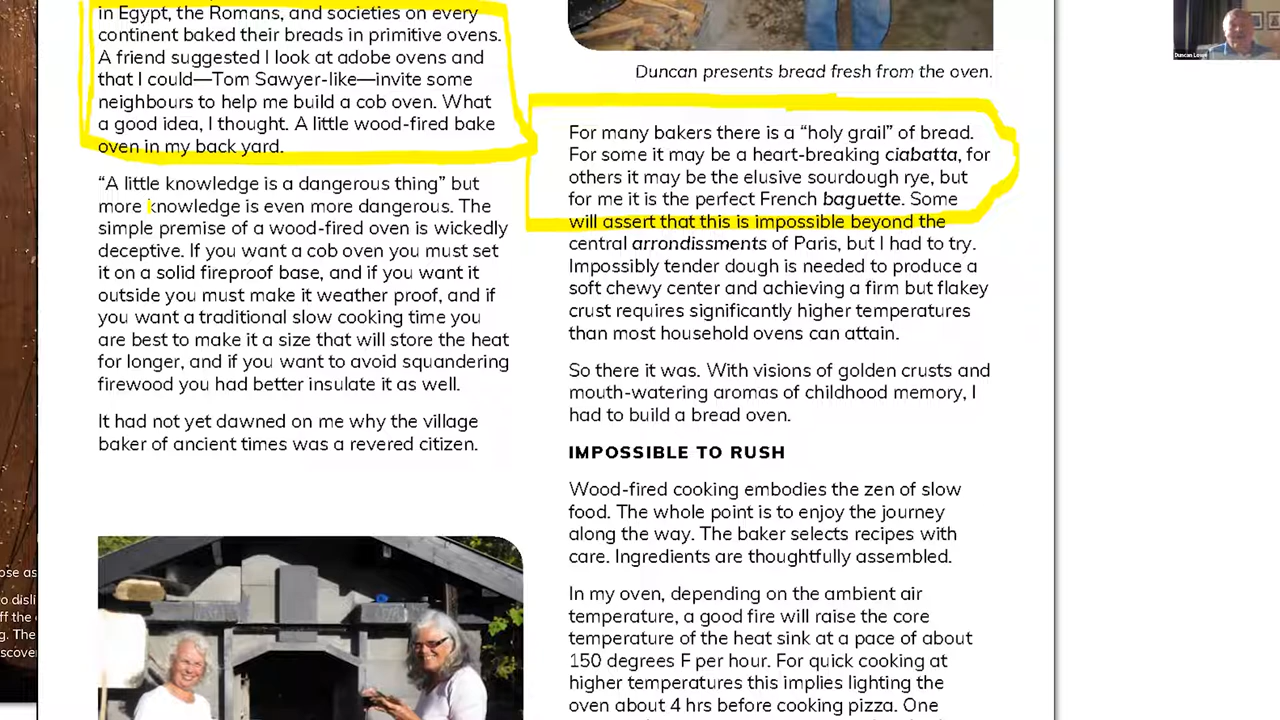 in Egypt, the Romans, and societies on every
continent baked their breads in primitive ovens.
A friend suggested I look at adobe ovens and
that I could—Tom Sawyer-like—invite some
neighbours to help me build a cob oven. What
a good idea, I thought. A little wood-fired bake
oven in my back yard.
“A little knowledge is a dangerous thing” but
more knowledge is even more dangerous. The
simple premise of a wood-fired oven is wickedly
deceptive. If you want a cob oven you must set
it on a solid fireproof base, and if you want it
outside you must make it weather proof, and if
you want a traditional slow cooking time you
are best to make it a size that will store the heat
for longer, and if you want to avoid squandering
firewood you had better insulate it as well.
It had not yet dawned on me why the village
baker of ancient times was a revered citizen.
Duncan presents bread fresh from the oven.
For many bakers there is a “holy grail” of bread.
For some it may be a heart-breaking ciabatta, for
others it may be the elusive sourdough rye, but
for me it is the perfect French baguette. Some
will assert that this is impossible beyond the
central arrondissments of Paris, but I had to try.
Impossibly tender dough is needed to produce a
soft chewy center and achieving a firm but flakey
crust requires significantly higher temperatures
than most household ovens can attain.
So there it was. With visions of golden crusts and
mouth-watering aromas of childhood memory, I
had to build a bread oven.
IMPOSSIBLE TO RUSH
Wood-fired cooking embodies the zen of slow
food. The whole point is to enjoy the journey
along the way. The baker selects recipes with
care. Ingredients are thoughtfully assembled.
In my oven, depending on the ambient air
temperature, a good fire will raise the core
temperature of the heat sink at a pace of about
150 degrees F per hour. For quick cooking at
higher temperatures this implies lighting the
oven about 4 hrs before cooking pizza. One
Duncan